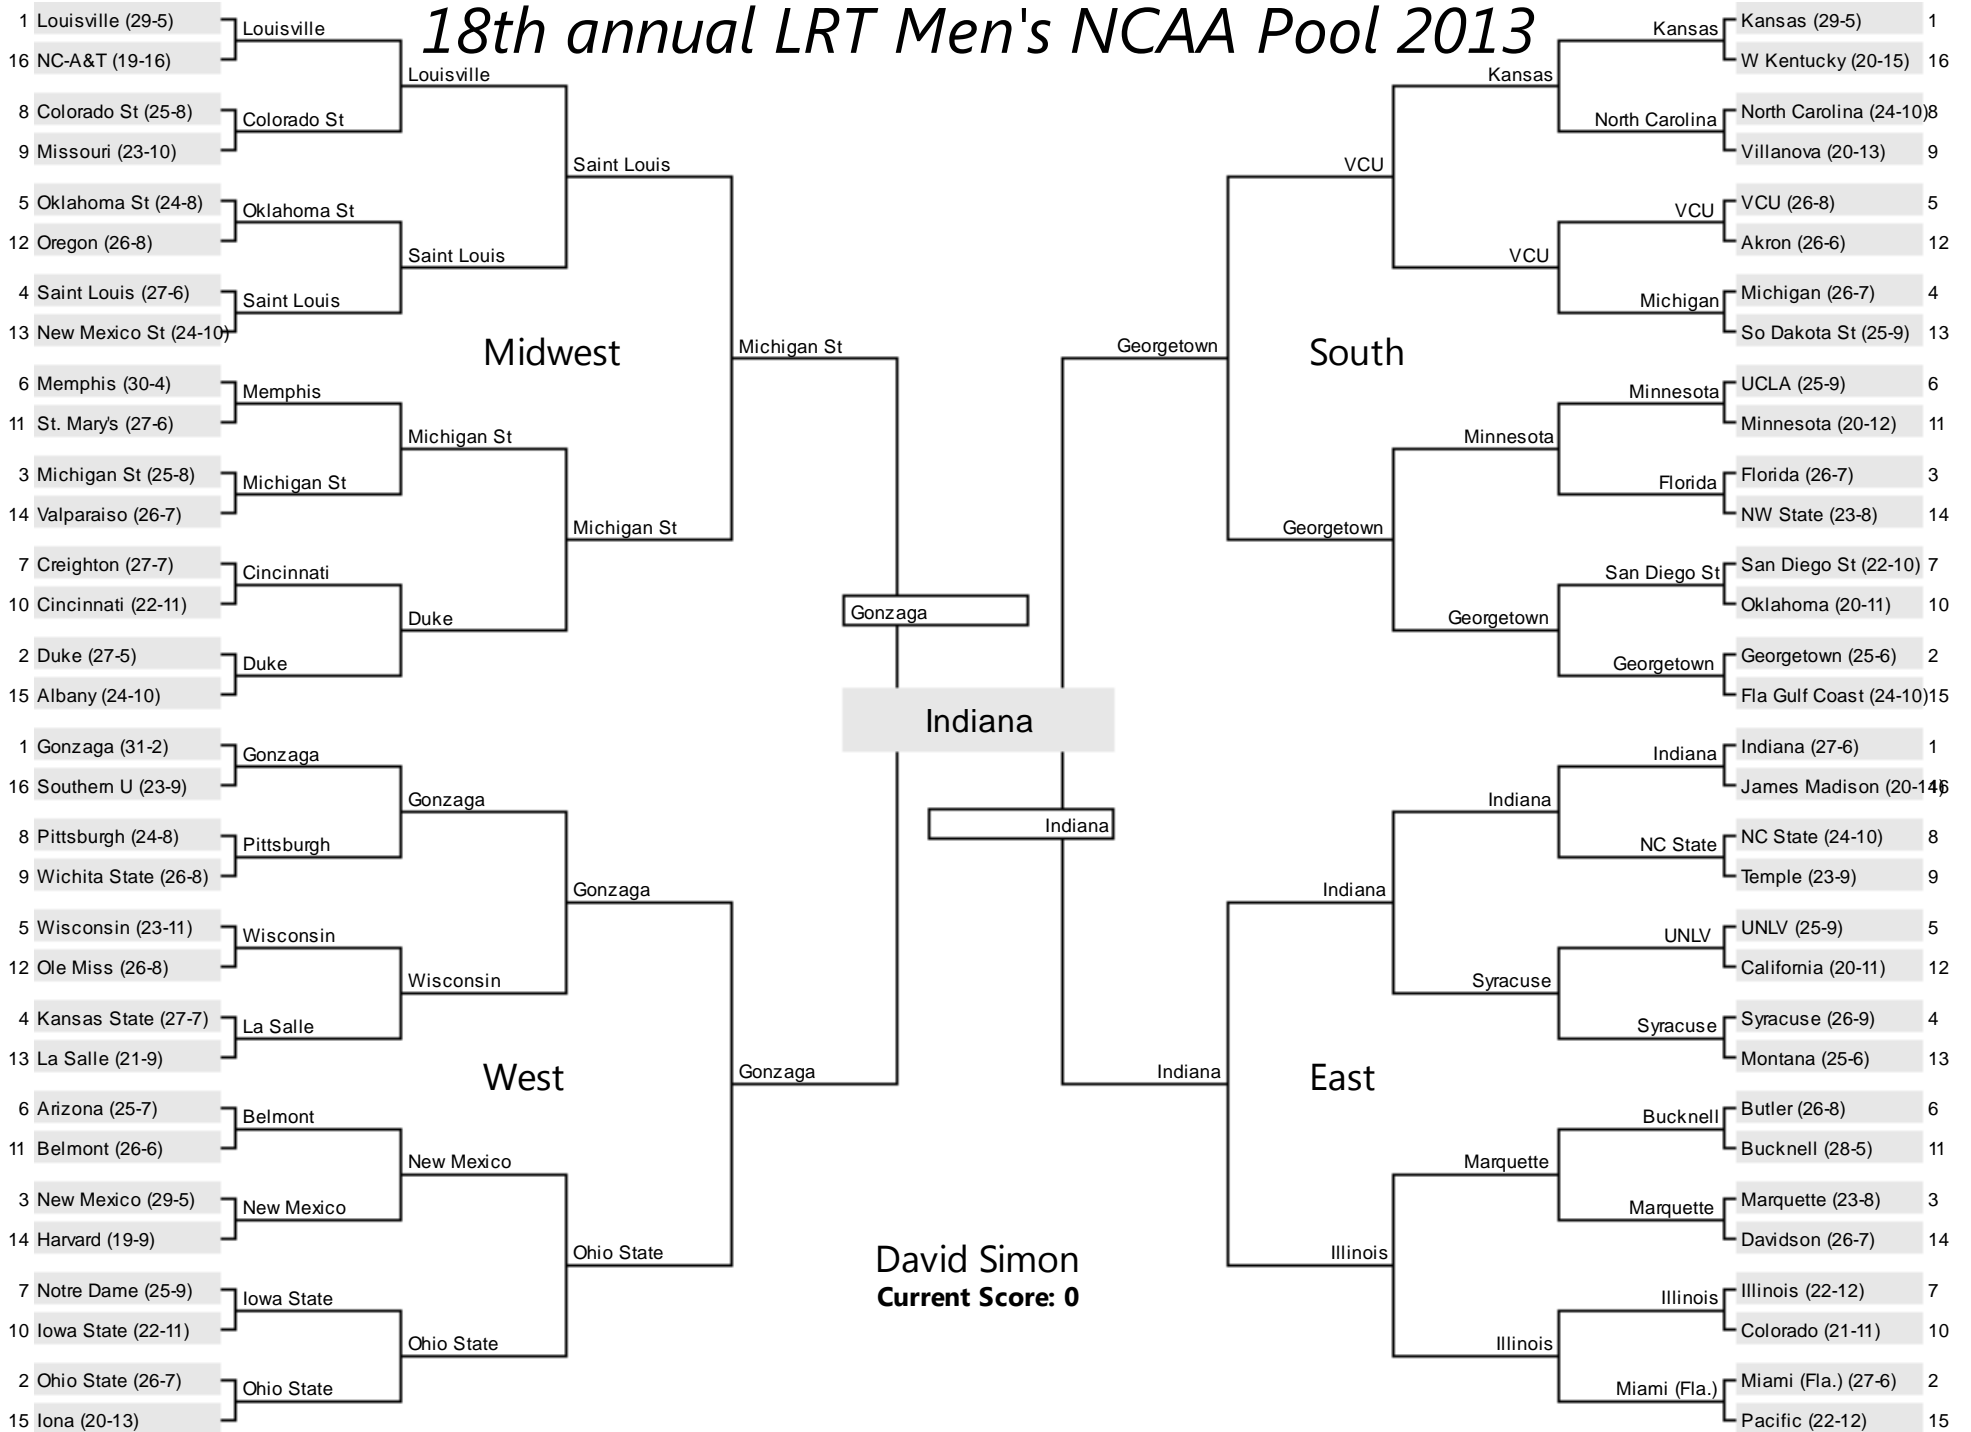 18th annual LRT Men's NCAA Pool 2013
1 Louisville (29-5)
16 NC-A&T (19-16)
8 Colorado St (25-8)
9 Missouri (23-10)
5 Oklahoma St (24-8)
12 Oregon (26-8)
4 Saint Louis (27-6)
13 New Mexico St (24-10)
6 Memphis (30-4)
11 St. Mary's (27-6)
3 Michigan St (25-8)
14 Valparaiso (26-7)
7 Creighton (27-7)
10 Cincinnati (22-11)
2 Duke (27-5)
15 Albany (24-10)
Louisville
Colorado St
Oklahoma St
Saint Louis
Memphis
Michigan St
Cincinnati
Duke
Louisville
Saint Louis
Michigan St
Duke
Saint Louis
Michigan St
Midwest
Michigan St
1 Gonzaga (31-2)
16 Southern U (23-9)
8 Pittsburgh (24-8)
9 Wichita State (26-8)
5 Wisconsin (23-11)
12 Ole Miss (26-8)
4 Kansas State (27-7)
13 La Salle (21-9)
6 Arizona (25-7)
11 Belmont (26-6)
3 New Mexico (29-5)
14 Harvard (19-9)
7 Notre Dame (25-9)
10 Iowa State (22-11)
2 Ohio State (26-7)
15 Iona (20-13)
Gonzaga
Pittsburgh
Wisconsin
La Salle
Belmont
New Mexico
Iowa State
Ohio State
Gonzaga
Wisconsin
New Mexico
Ohio State
Gonzaga
Ohio State
West
Gonzaga
Gonzaga
Indiana
Indiana
David Simon
Current Score: 0
Georgetown
South
VCU
Georgetown
Kansas
VCU
Minnesota
Georgetown
Kansas
North Carolina
VCU
Michigan
Minnesota
Florida
San Diego St
Georgetown
Kansas (29-5) 1
W Kentucky (20-15) 16
North Carolina (24-10) 8
Villanova (20-13) 9
VCU (26-8) 5
Akron (26-6) 12
Michigan (26-7) 4
So Dakota St (25-9) 13
UCLA (25-9) 6
Minnesota (20-12) 11
Florida (26-7) 3
NW State (23-8) 14
San Diego St (22-10) 7
Oklahoma (20-11) 10
Georgetown (25-6) 2
Fla Gulf Coast (24-10) 15
Indiana
East
Indiana
Illinois
Indiana
Syracuse
Marquette
Illinois
Indiana
NC State
UNLV
Syracuse
Bucknell
Marquette
Illinois
Miami (Fla.)
Indiana (27-6) 1
James Madison (20-14) 16
NC State (24-10) 8
Temple (23-9) 9
UNLV (25-9) 5
California (20-11) 12
Syracuse (26-9) 4
Montana (25-6) 13
Butler (26-8) 6
Bucknell (28-5) 11
Marquette (23-8) 3
Davidson (26-7) 14
Illinois (22-12) 7
Colorado (21-11) 10
Miami (Fla.) (27-6) 2
Pacific (22-12) 15